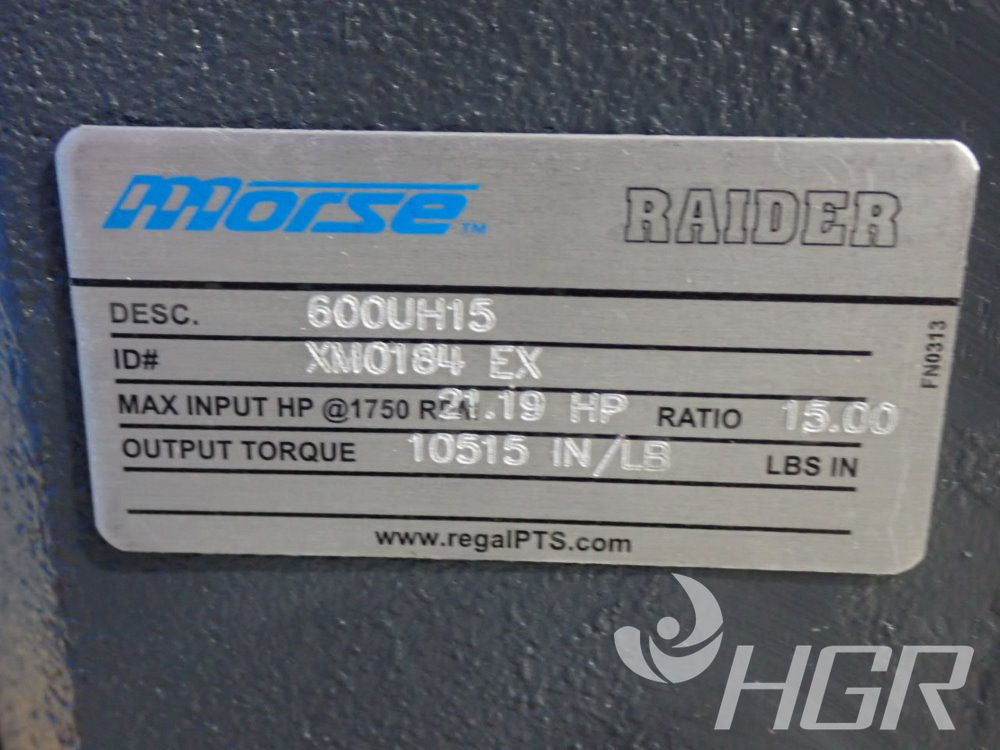 morse™ RAIDER
DESC. 600UH15
ID# XM0184 EX
MAX INPUT HP @1750 RPM 21.19 HP RATIO 15.00
OUTPUT TORQUE 10515 IN/LB LBS IN
www.regalPTS.com
FN0313
HGR